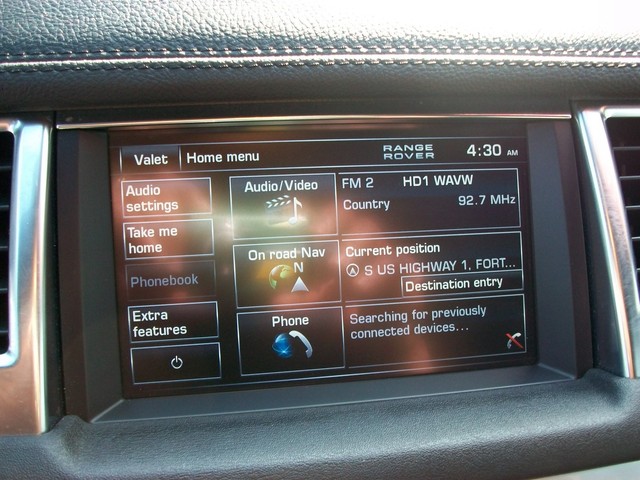 Valet
Home menu
RANGE
ROVER
4:30 AM
Audio
settings
Take me
home
Phonebook
Extra
features
Audio/Video
On road Nav
N
Phone
FM 2
HD1 WAVW
Country
92.7 MHz
Current position
S US HIGHWAY 1, FORT...
Destination entry
Searching for previously
connected devices...